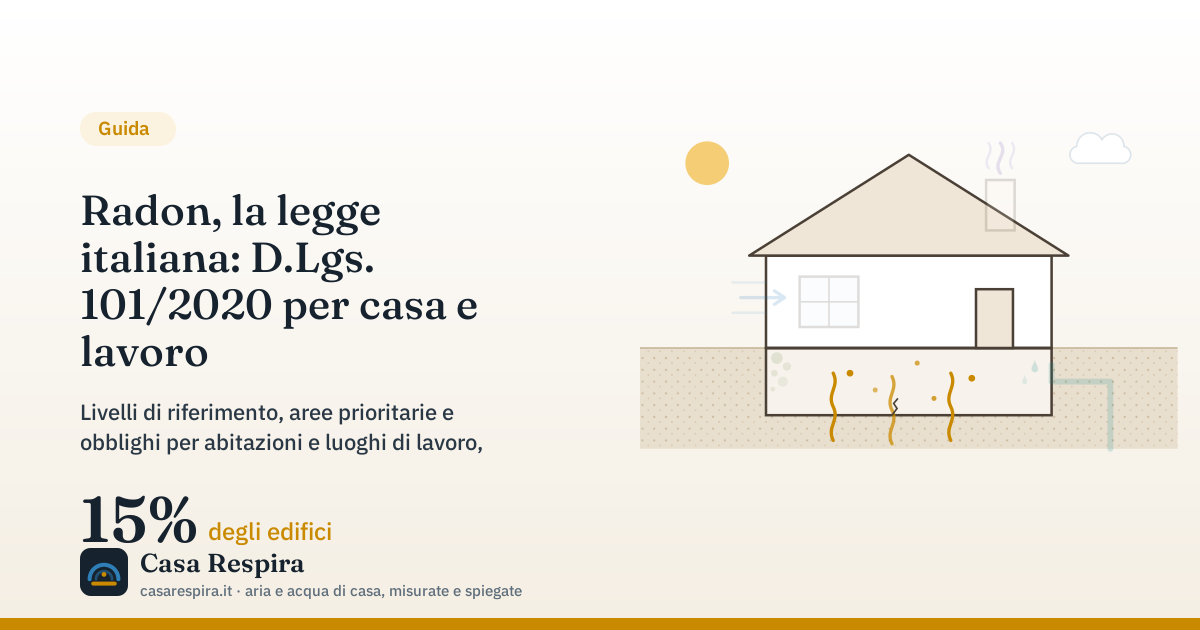 Guida
Radon, la legge
italiana: D.Lgs.
101/2020 per casa e
lavoro
Livelli di riferimento, aree prioritarie e
obblighi per abitazioni e luoghi di lavoro,
15% degli edifici
Casa Respira
casarespira.it · aria e acqua di casa, misurate e spiegate